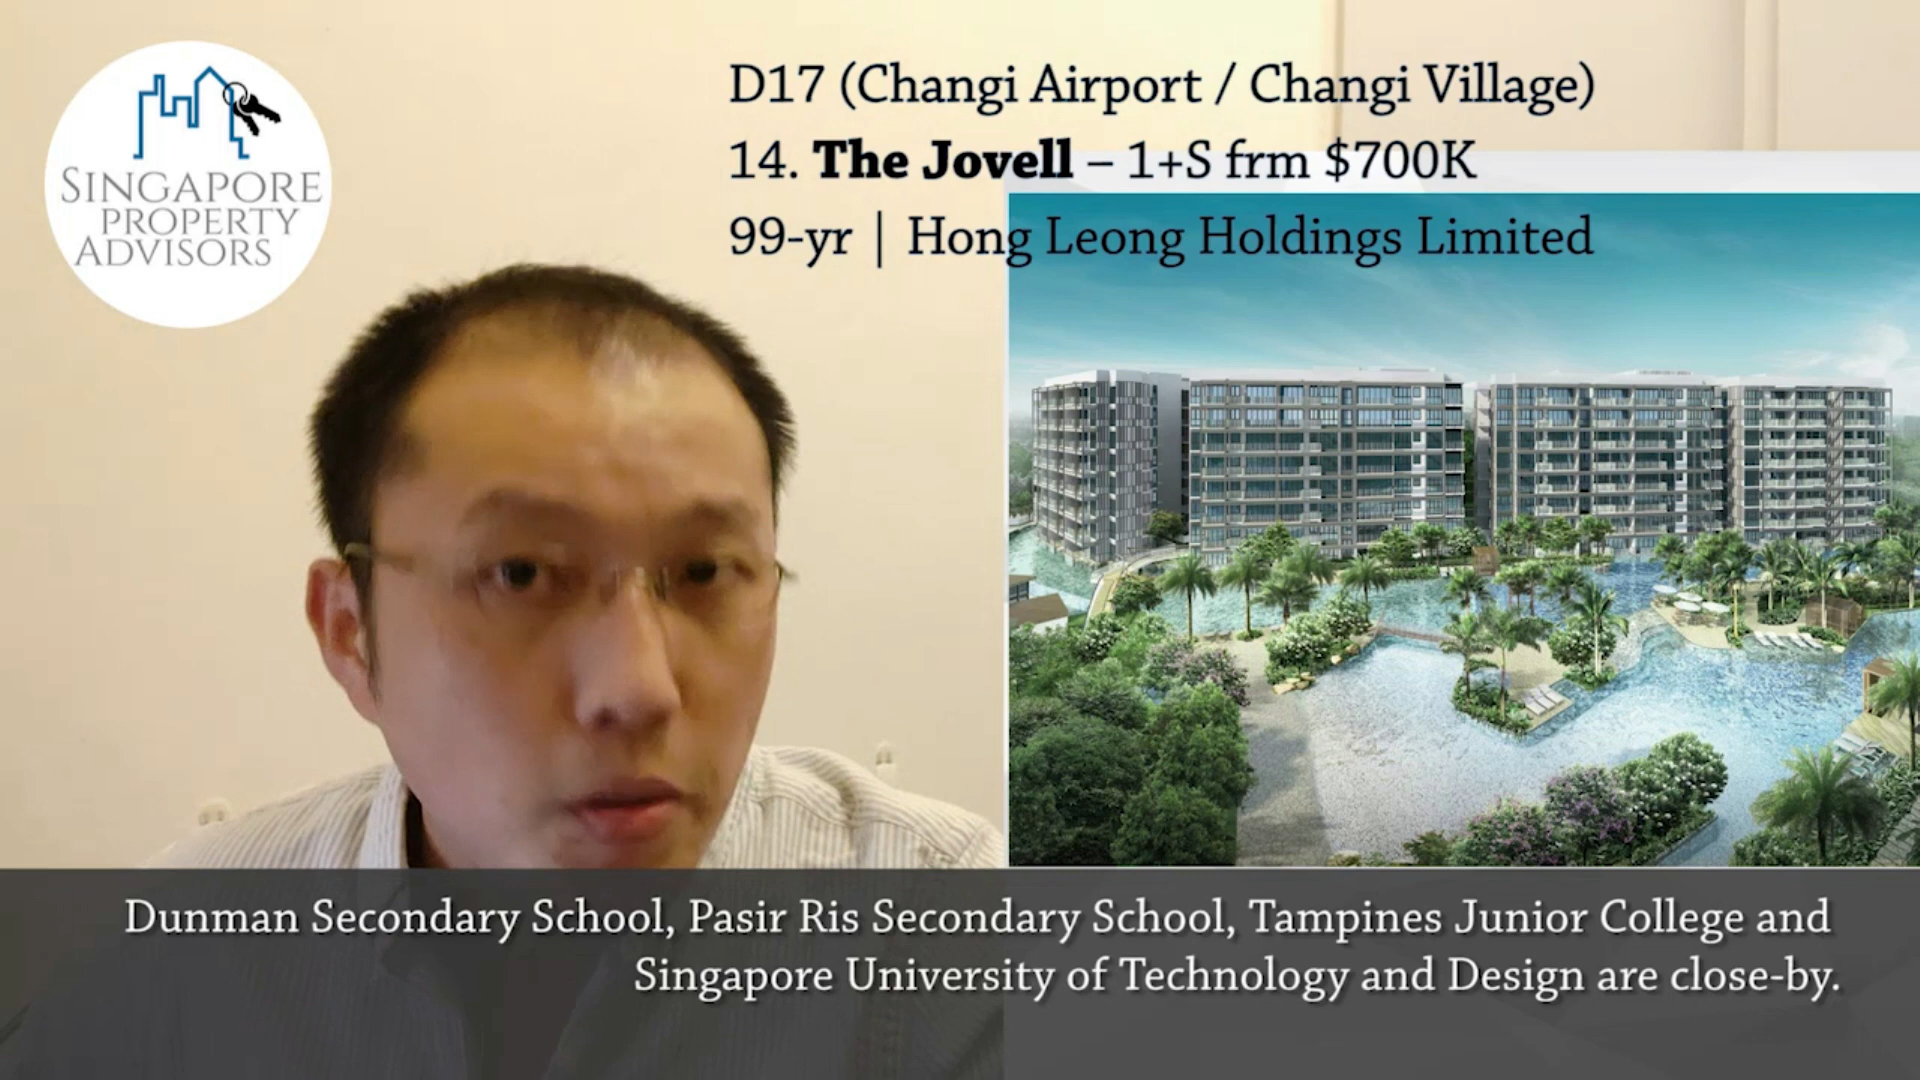 SINGAPORE
PROPERTY
ADVISORS
D17 (Changi Airport / Changi Village)
14. The Jovell – 1+S frm $700K
99-yr | Hong Leong Holdings Limited
Dunman Secondary School, Pasir Ris Secondary School, Tampines Junior College and
Singapore University of Technology and Design are close-by.